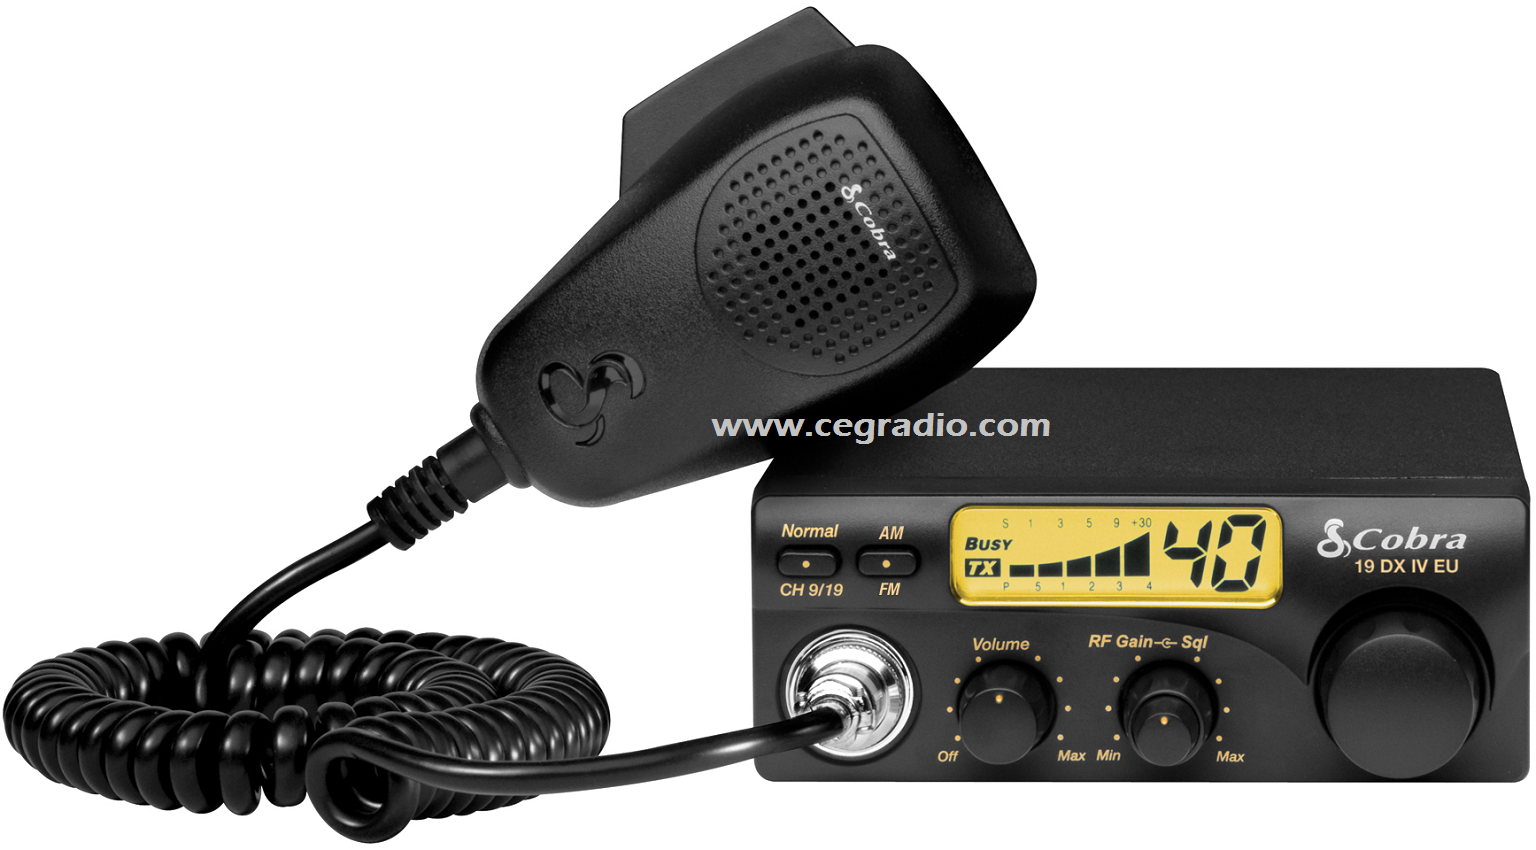 Cobra
www.cegradio.com
Normal
CH 9/19
AM
FM
S 1 3 5 9 +30
BUSY
TX
40
P 5 1 2 3 4
Cobra
19 DX IV EU
Volume
Off
Max
RF Gain Sql
Min
Max